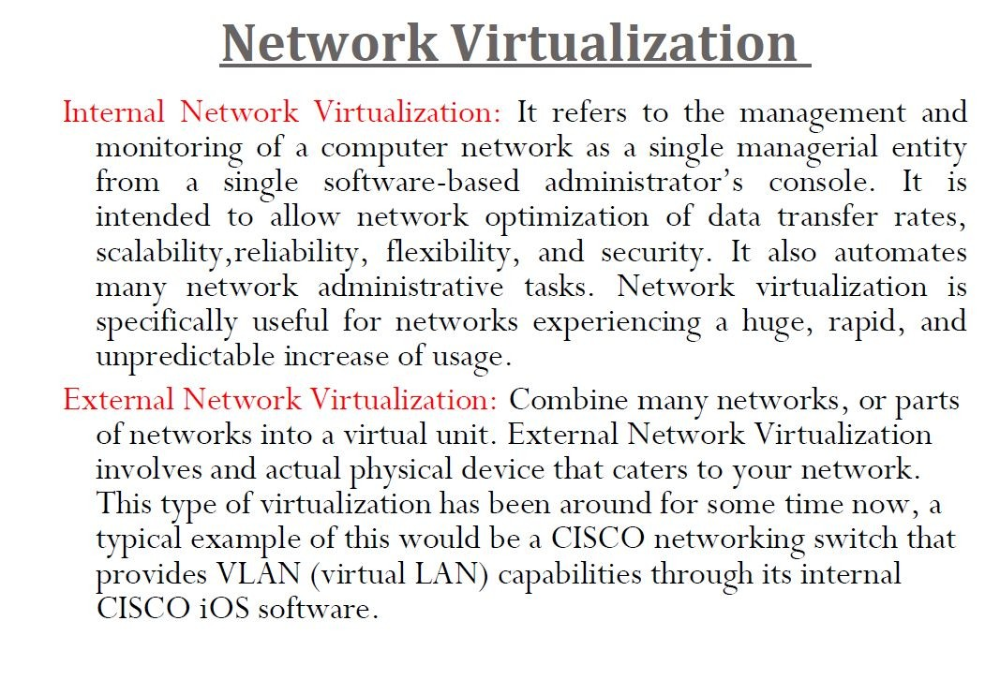 Network Virtualization
Internal Network Virtualization: It refers to the management and
monitoring of a computer network as a single managerial entity
from a single software-based administrator’s console. It is
intended to allow network optimization of data transfer rates,
scalability,reliability, flexibility, and security. It also automates
many network administrative tasks. Network virtualization is
specifically useful for networks experiencing a huge, rapid, and
unpredictable increase of usage.
External Network Virtualization: Combine many networks, or parts
of networks into a virtual unit. External Network Virtualization
involves and actual physical device that caters to your network.
This type of virtualization has been around for some time now, a
typical example of this would be a CISCO networking switch that
provides VLAN (virtual LAN) capabilities through its internal
CISCO iOS software.